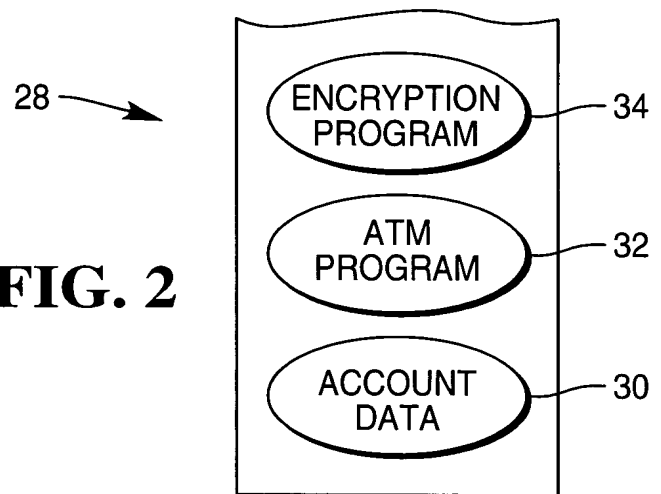 28
ENCRYPTION
PROGRAM
34
ATM
PROGRAM
32
FIG. 2
ACCOUNT
DATA
30